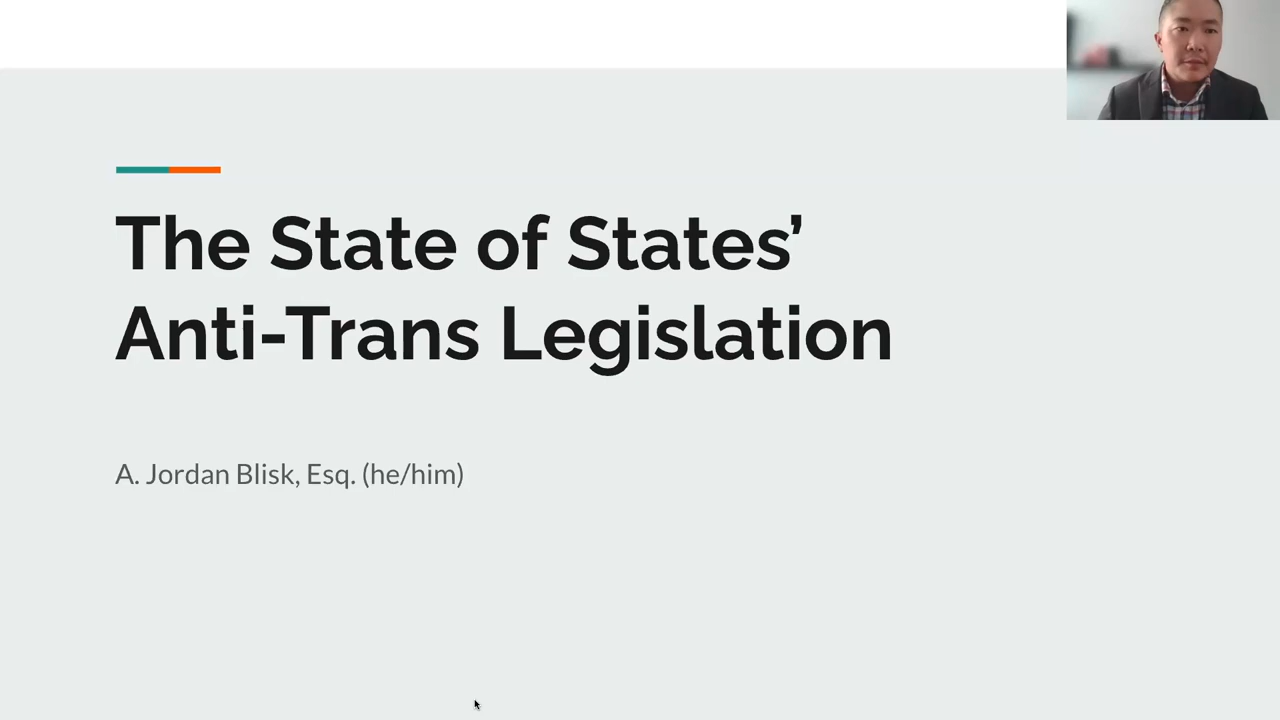 The State of States’
Anti-Trans Legislation
A. Jordan Blisk, Esq. (he/him)